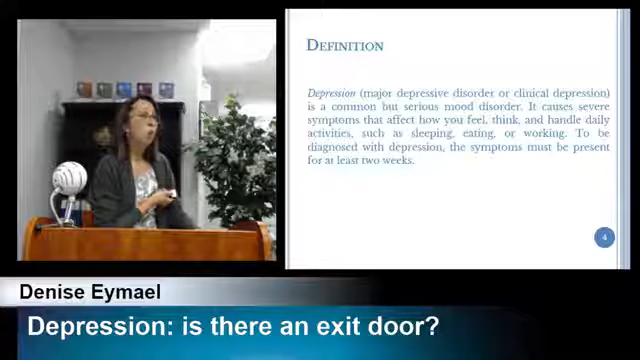 DEFINITION
Depression (major depressive disorder or clinical depression)
is a common but serious mood disorder. It causes severe
symptoms that affect how you feel, think, and handle daily
activities, such as sleeping, eating, or working. To be
diagnosed with depression, the symptoms must be present
for at least two weeks.
4
Denise Eymael
Depression: is there an exit door?